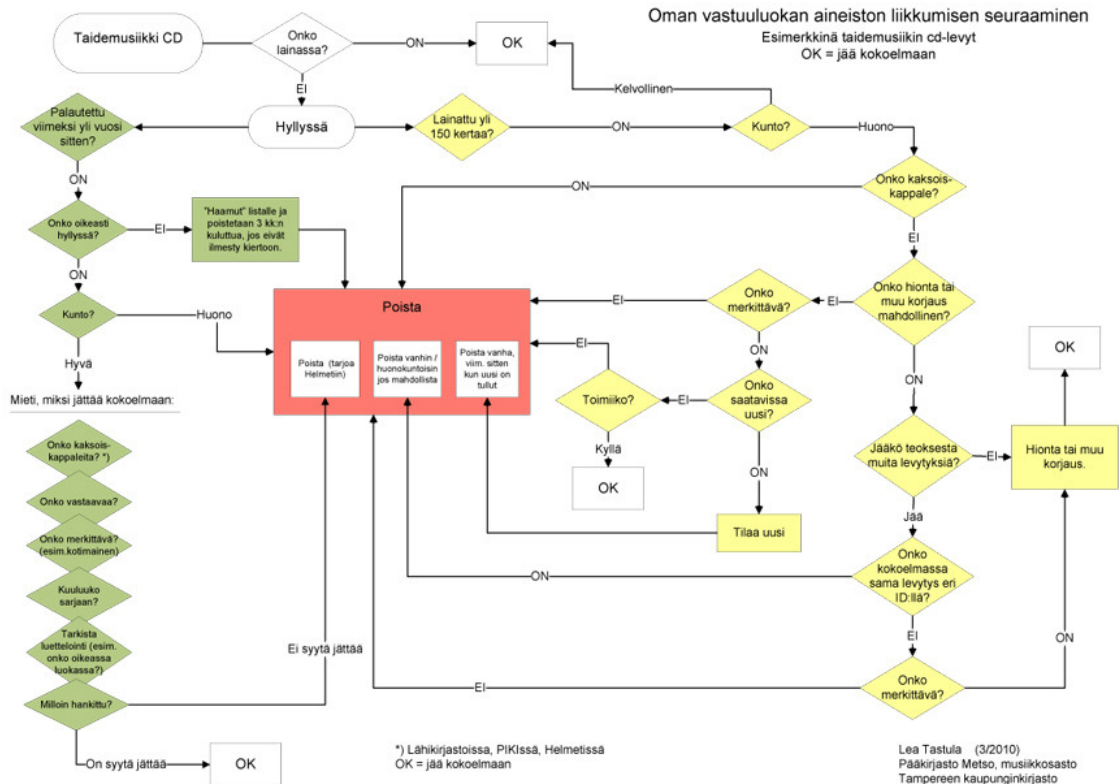 Oman vastuuluokan aineiston liikkumisen seuraaminen
Esimerkkinä taidemusiikin cd-levyt
OK = jää kokoelmaan
Taidemusiikki CD
Onko
lainassa?
ON
OK
EI
Kelvollinen
Palautettu
viimeksi yli vuosi
sitten?
Hyllyssä
Lainattu yli
150 kertaa?
ON
Kunto?
Huono
ON
Onko kaksois-
kappale?
ON
Onko oikeasti
hyllyssä?
EI
"Haamut" listalle ja
poistetaan 3 kk:n
kuluttua, jos eivät
ilmesty kiertoon.
EI
ON
Onko hionta tai
muu korjaus
mahdollinen?
EI
Onko
merkittävä?
EI
Kunto?
Huono
Poista
Poista (tarjoa
Helmetiin)
Poista vanhin /
huonokuntoisin
jos mahdollista
Poista vanha,
viim. sitten
kun uusi on
tullut
EI
ON
OK
Hyvä
Toimiiko?
EI
Onko
saatavissa
uusi?
ON
Mieti, miksi jättää kokoelmaan:
Kyllä
OK
ON
Jääkö teoksesta
muita levytyksiä?
EI
Hionta tai muu
korjaus.
Onko kaksois-
kappaleita? *)
Onko vastaavaa?
Onko merkittävä?
(esim.kotimainen)
Kuuluuko
sarjaan?
Tarkista
luettelointi (esim.
onko oikeassa
luokassa?)
Milloin hankittu?
Tilaa uusi
Jää
Onko
kokoelmassa
sama levytys eri
ID:llä?
ON
Ei syytä jättää
EI
ON
Onko
merkittävä?
EI
On syytä jättää
OK
*) Lähikirjastoissa, PIKIssä, Helmetissä
OK = jää kokoelmaan
Lea Tastula (3/2010)
Pääkirjasto Metso, musiikkosasto
Tampereen kaupunginkirjasto